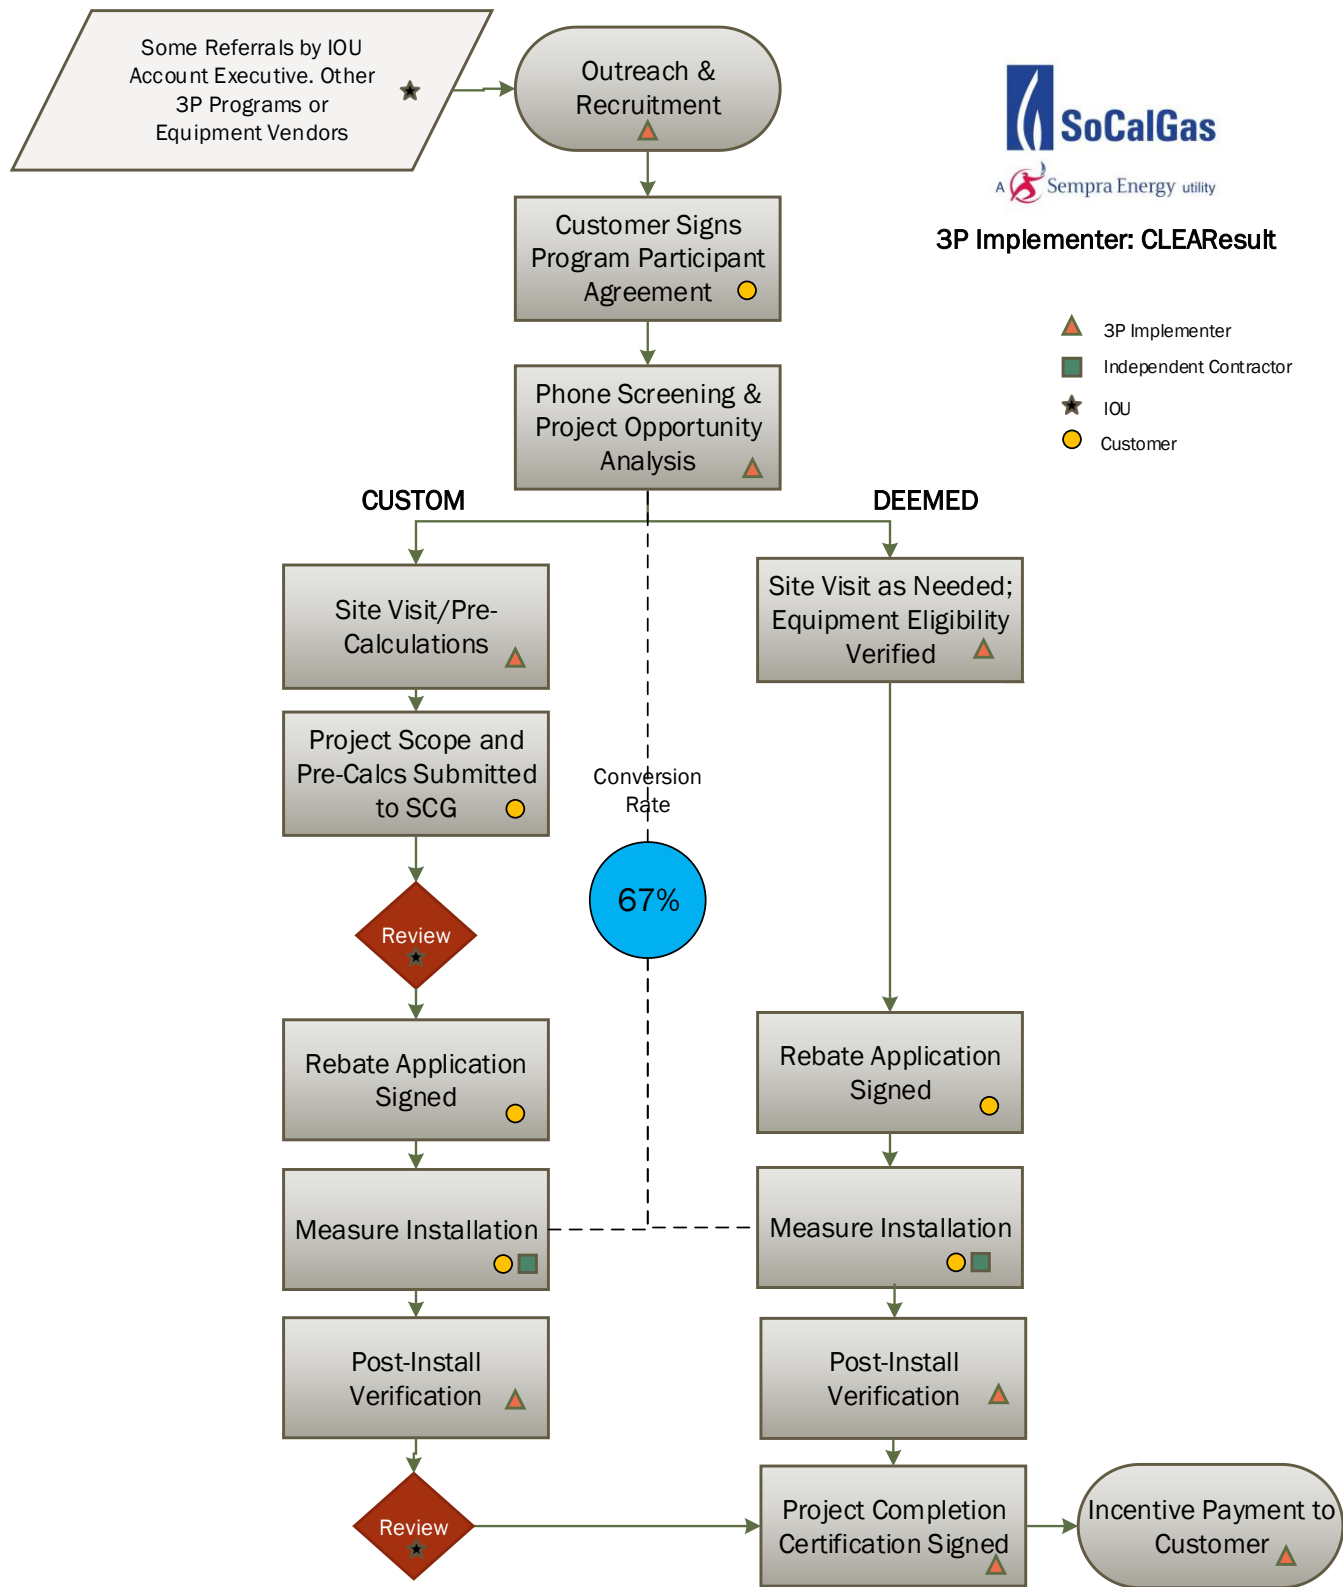 Some Referrals by IOU
Account Executive. Other
3P Programs or
Equipment Vendors
Outreach &
Recruitment
SoCalGas
A Sempra Energy utility
3P Implementer: CLEAResult
Customer Signs
Program Participant
Agreement
3P Implementer
Independent Contractor
IOU
Customer
Phone Screening &
Project Opportunity
Analysis
CUSTOM
DEEMED
Site Visit/Pre-
Calculations
Site Visit as Needed;
Equipment Eligibility
Verified
Project Scope and
Pre-Calcs Submitted
to SCG
Conversion
Rate
67%
Review
Rebate Application
Signed
Rebate Application
Signed
Measure Installation
Measure Installation
Post-Install
Verification
Post-Install
Verification
Review
Project Completion
Certification Signed
Incentive Payment to
Customer